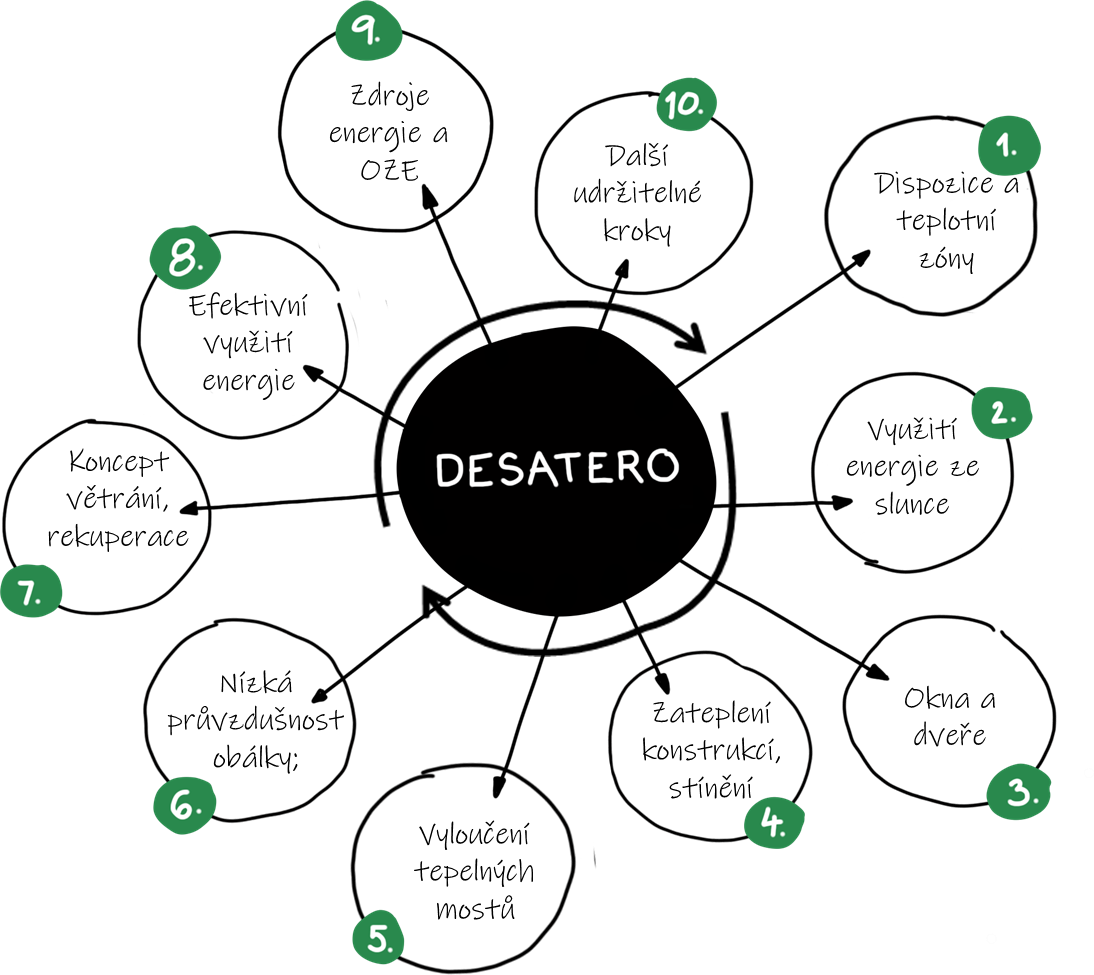 DESATERO
1.
Dispozice a
teplotní
zóny
2.
Využití
energie ze
slunce
3.
Okna a
dveře
4.
Zateplení
konstrukcí,
stínění
5.
Vyloučení
tepelných
mostů
6.
Nízká
průvzdušnost
obálky;
7.
Koncept
větrání,
rekuperace
8.
Efektivní
využití
energie
9.
Zdroje
energie a
OZE
10.
Další
udržitelné
kroky